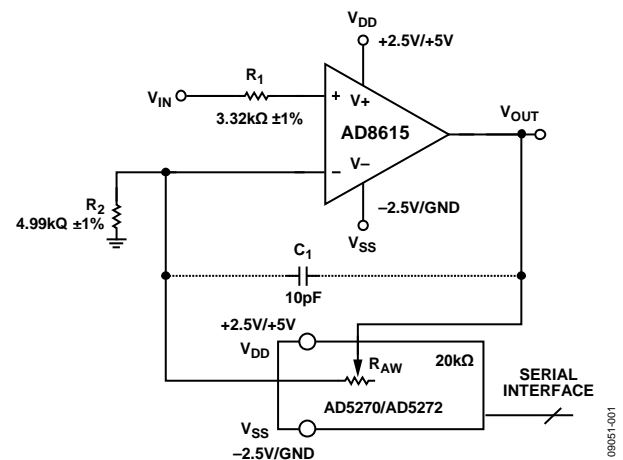 V_DD
+2.5V/+5V
R_1
V_IN
3.32kΩ ±1%
+ V+
AD8615
V_OUT
– V–
R_2
4.99kQ ±1%
–2.5V/GND
V_SS
C_1
10pF
+2.5V/+5V
V_DD
R_AW
20kΩ
SERIAL
INTERFACE
AD5270/AD5272
V_SS
–2.5V/GND
09051-001